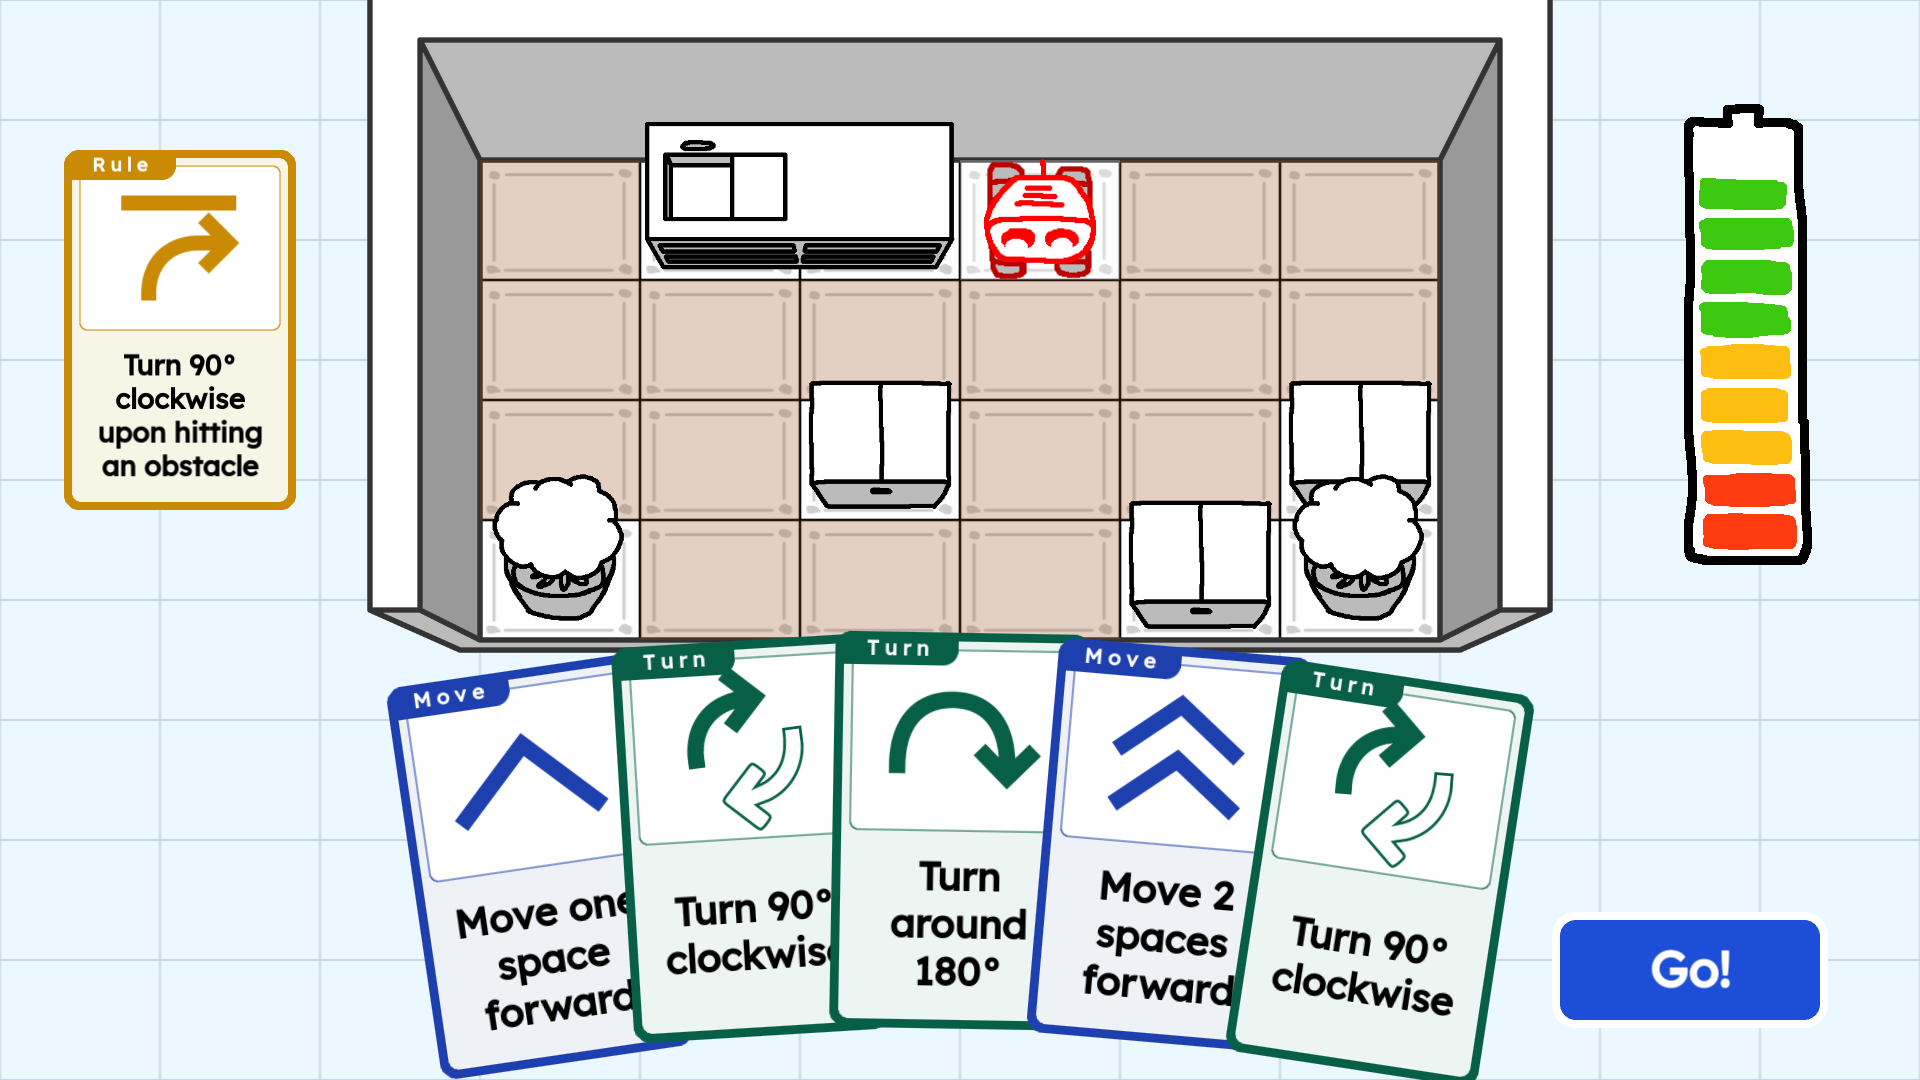 Rule
Turn 90°
clockwise
upon hitting
an obstacle
Move
Move one
space
forward
Turn
Turn 90°
clockwise
Turn
Turn
around
180°
Move
Move 2
spaces
forward
Turn
Turn 90°
clockwise
Go!